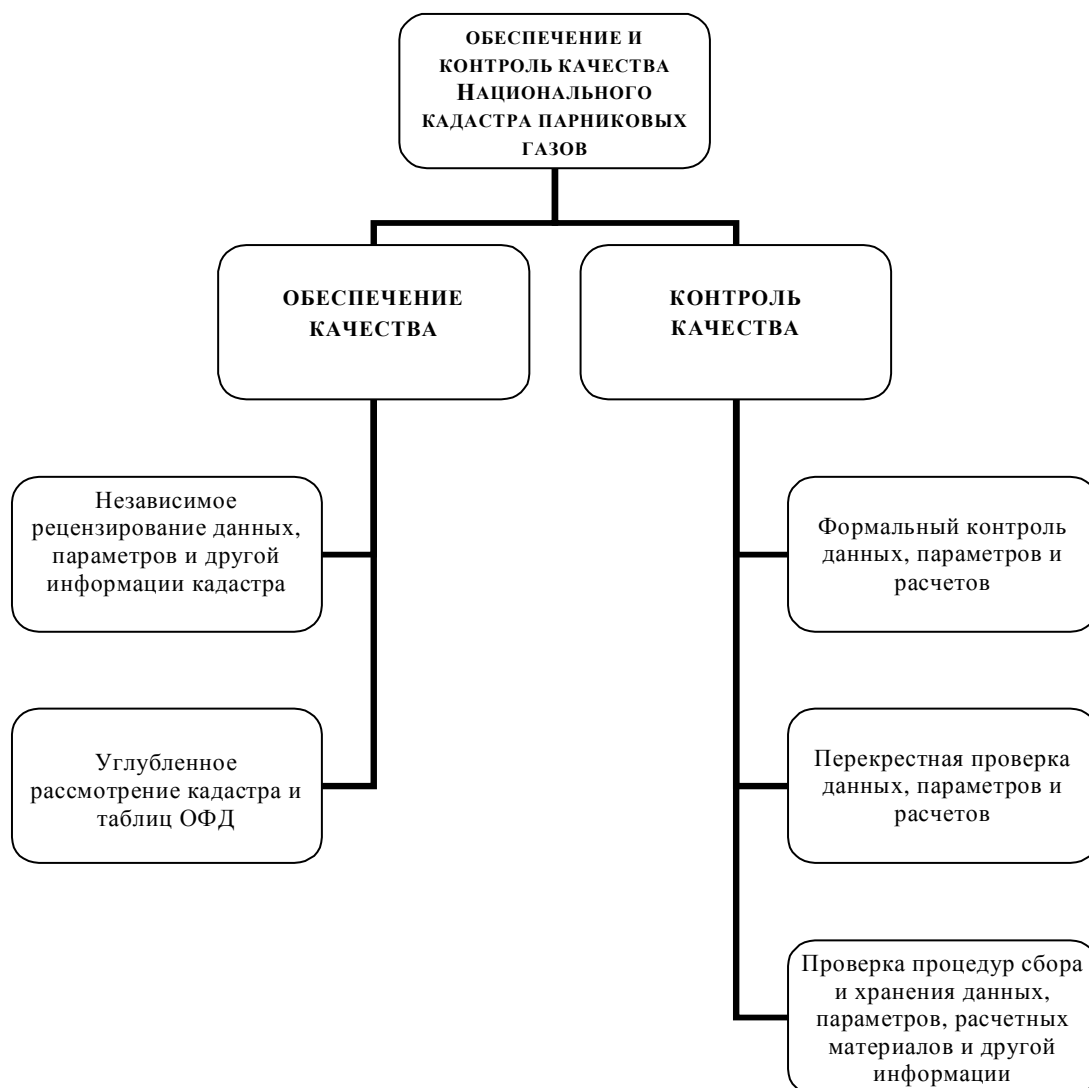 ОБЕСПЕЧЕНИЕ И
КОНТРОЛЬ КАЧЕСТВА
НАЦИОНАЛЬНОГО
КАДАСТРА ПАРНИКОВЫХ
ГАЗОВ
ОБЕСПЕЧЕНИЕ
КАЧЕСТВА
КОНТРОЛЬ
КАЧЕСТВА
Независимое
рецензирование данных,
параметров и другой
информации кадастра
Углубленное
рассмотрение кадастра и
таблиц ОФД
Формальный контроль
данных, параметров и
расчетов
Перекрестная проверка
данных, параметров и
расчетов
Проверка процедур сбора
и хранения данных,
параметров, расчетных
материалов и другой
информации